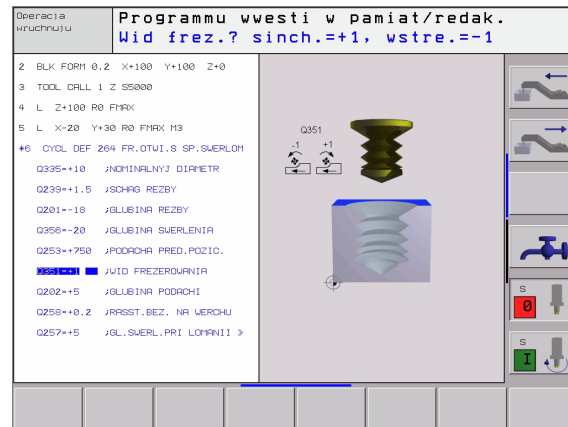 Operacia
wruchnuju
Programmu wwesti w pamiat/redak.
Wid frez.? sinch.=+1, wstre.=-1
2 BLK FORM 0.2 X+100 Y+100 Z+0
3 TOOL CALL 1 Z S5000
4 L Z+100 R0 FMAX
5 L X-20 Y+30 R0 FMAX M3
*6 CYCL DEF 264 FR.OTWI.S SP.SWERLOM
Q335=+10 ;NOMINALNYJ DIAMETR
Q239=+1.5 ;SCHAG REZBY
Q201=-18 ;GLUBINA REZBY
Q356=-20 ;GLUBINA SWERLENIA
Q253=+750 ;PODACHA PRED.POZIC.
Q351=+1 ;WID FREZEROWANIA
Q202=+5 ;GLUBINA PODACHI
Q258=+0.2 ;RASST.BEZ. NA WERCHU
Q257=+5 ;GL.SWERL.PRI LOMANII »
Q351
-1 +1
S
0
S
I